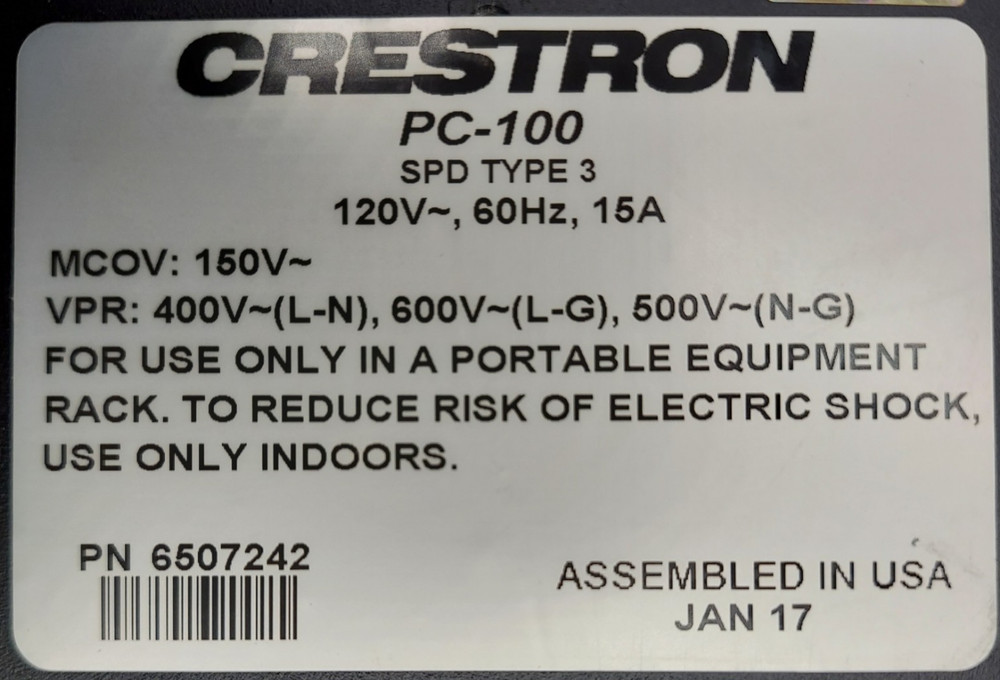 CRESTRON
PC-100
SPD TYPE 3
120V~, 60Hz, 15A
MCOV: 150V~
VPR: 400V~(L-N), 600V~(L-G), 500V~(N-G)
FOR USE ONLY IN A PORTABLE EQUIPMENT
RACK. TO REDUCE RISK OF ELECTRIC SHOCK,
USE ONLY INDOORS.
PN 6507242
ASSEMBLED IN USA
JAN 17